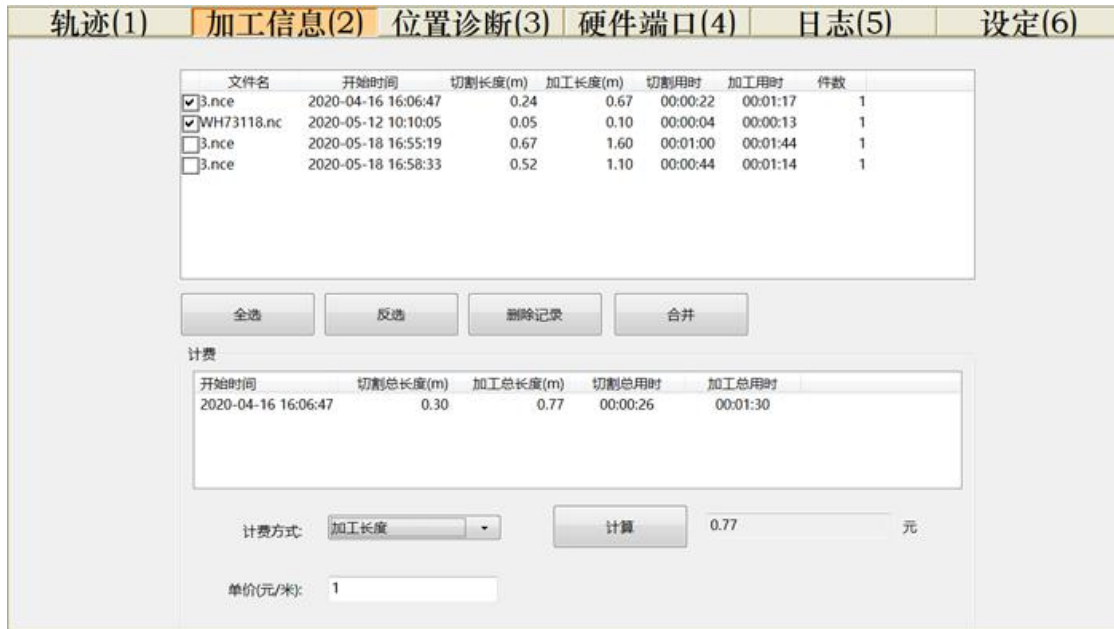 轨迹(1) 加工信息(2) 位置诊断(3) 硬件端口(4) 日志(5) 设定(6)
文件名 开始时间 切割长度(m) 加工长度(m) 切割用时 加工用时 件数
3.nce 2020-04-16 16:06:47 0.24 0.67 00:00:22 00:01:17 1
WH73118.nc 2020-05-12 10:10:05 0.05 0.10 00:00:04 00:00:13 1
3.nce 2020-05-18 16:55:19 0.67 1.60 00:01:00 00:01:44 1
3.nce 2020-05-18 16:58:33 0.52 1.10 00:00:44 00:01:14 1
全选 反选 删除记录 合并
计费
开始时间 切割总长度(m) 加工总长度(m) 切割总用时 加工总用时
2020-04-16 16:06:47 0.30 0.77 00:00:26 00:01:30
计费方式: 加工长度 计算 0.77 元
单价(元/米): 1